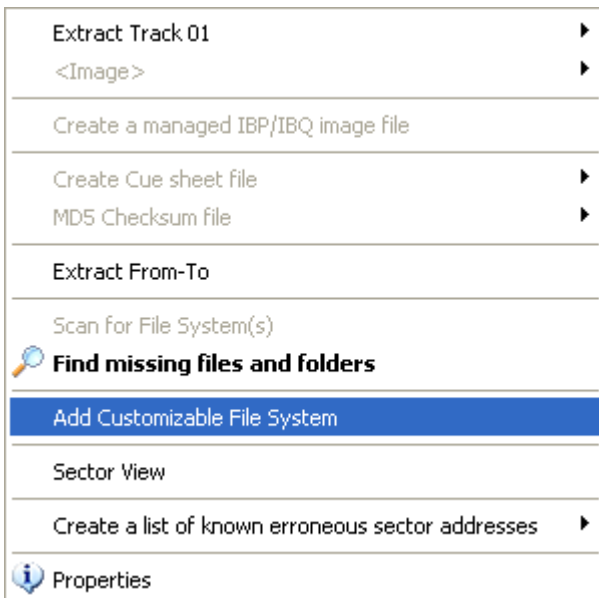 Extract Track 01
<Image>
Create a managed IBP/IBQ image file
Create Cue sheet file
MD5 Checksum file
Extract From-To
Scan for File System(s)
Find missing files and folders
Add Customizable File System
Sector View
Create a list of known erroneous sector addresses
Properties